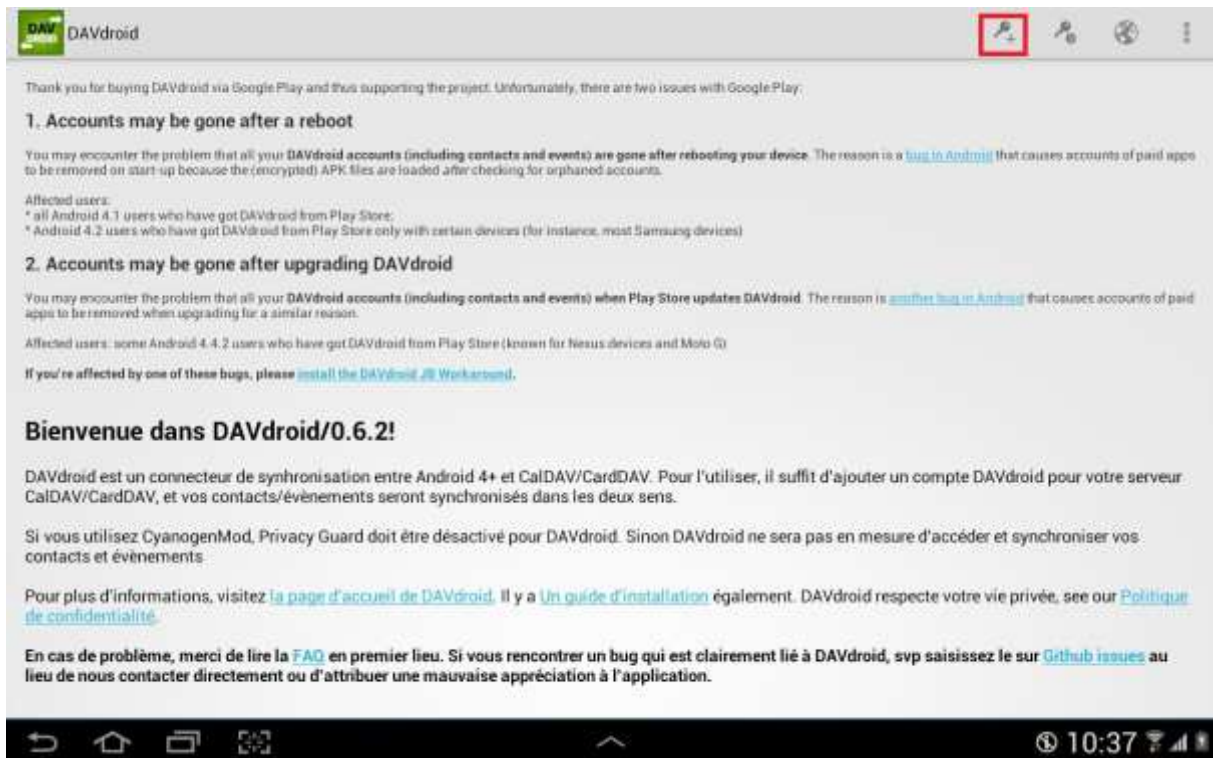 DAV
DROID
DAVdroid
Thank you for buying DAVdroid via Google Play and thus supporting the project. Unfortunately, there are two issues with Google Play:
1. Accounts may be gone after a reboot
You may encounter the problem that all your DAVdroid accounts (including contacts and events) are gone after rebooting your device. The reason is a bug in Android that causes accounts of paid apps
to be removed on start-up because the (encrypted) APK files are loaded after checking for orphaned accounts.
Affected users:
* all Android 4.1 users who have got DAVdroid from Play Store;
* Android 4.2 users who have got DAVdroid from Play Store only with certain devices (for instance, most Samsung devices)
2. Accounts may be gone after upgrading DAVdroid
You may encounter the problem that all your DAVdroid accounts (including contacts and events) when Play Store updates DAVdroid. The reason is another bug in Android that causes accounts of paid
apps to be removed when upgrading for a similar reason.
Affected users: some Android 4.4.2 users who have got DAVdroid from Play Store (known for Nexus devices and Moto G)
If you're affected by one of these bugs, please install the DAVdroid JB Workaround.
Bienvenue dans DAVdroid/0.6.2!
DAVdroid est un connecteur de synhronisation entre Android 4+ et CalDAV/CardDAV. Pour l'utiliser, il suffit d'ajouter un compte DAVdroid pour votre serveur
CalDAV/CardDAV, et vos contacts/évènements seront synchronisés dans les deux sens.
Si vous utilisez CyanogenMod, Privacy Guard doit être désactivé pour DAVdroid. Sinon DAVdroid ne sera pas en mesure d'accéder et synchroniser vos
contacts et évènements
Pour plus d'informations, visitez la page d'accueil de DAVdroid. Il y a Un guide d'installation également. DAVdroid respecte votre vie privée, see our Politique
de confidentialité.
En cas de problème, merci de lire la FAQ en premier lieu. Si vous rencontrer un bug qui est clairement lié à DAVdroid, svp saisissez le sur Github issues au
lieu de nous contacter directement ou d'attribuer une mauvaise appréciation à l'application.
10:37